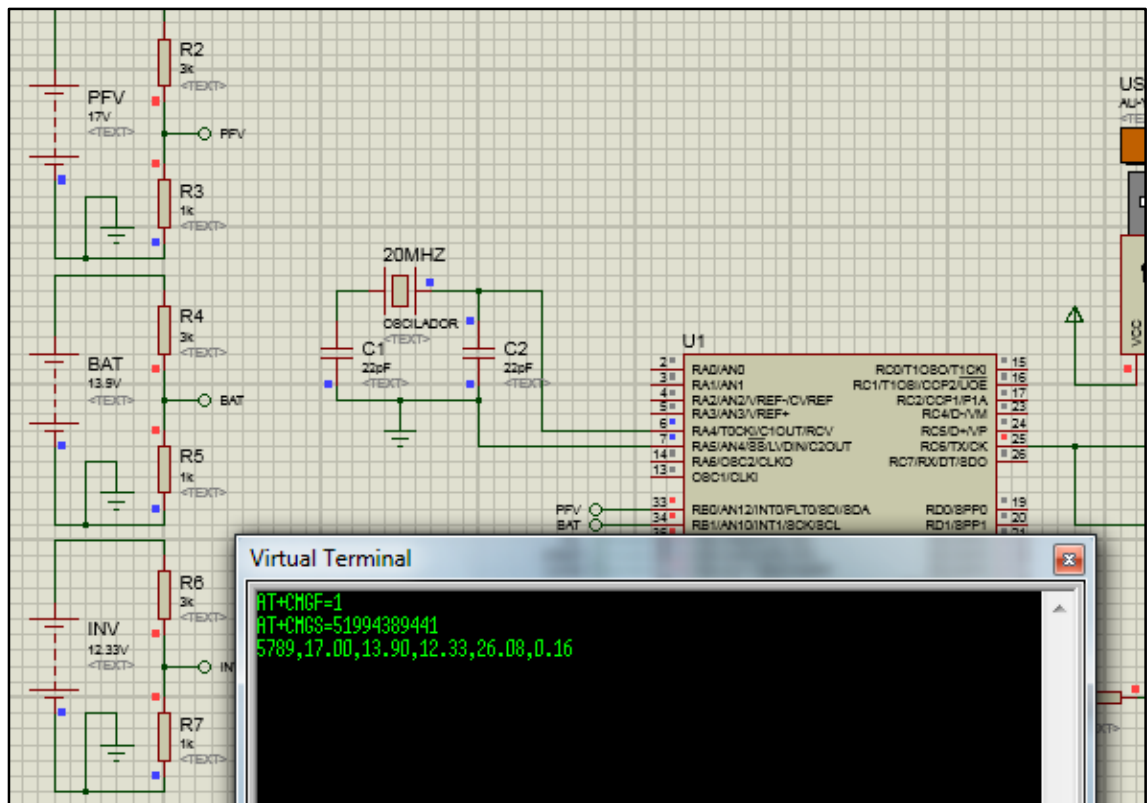 R2
3k
<TEXT>
PFV
17V
<TEXT>
PFV
R3
1k
<TEXT>
R4
3k
<TEXT>
BAT
13.9V
<TEXT>
BAT
R5
1k
<TEXT>
R6
3k
<TEXT>
INV
12.33V
<TEXT>
R7
1k
<TEXT>
20MHZ
OSCILADOR
<TEXT>
C1
22pF
<TEXT>
C2
22pF
<TEXT>
U1
2 RA0/AN0 RC0/T1OSO/T1CKI 15
3 RA1/AN1 RC1/T1OSI/CCP2/UOE 16
4 RA2/AN2/VREF-/CVREF RC2/CCP1/P1A 17
5 RA3/AN3/VREF+ RC4/D-/VM 23
6 RA4/T0CKI/C1OUT/RCV RC5/D+/VP 24
7 RA5/AN4/SS/LVDIN/C2OUT RC6/TX/CK 25
14 RA6/OSC2/CLKO RC7/RX/DT/SDO 26
13 OSC1/CLKI
PFV 33 RB0/AN12/INT0/FLT0/SDI/SDA RD0/SPP0 19
BAT 34 RB1/AN10/INT1/SCK/SCL RD1/SPP1 20
US
VCC
Virtual Terminal
AT+CMGF=1
AT+CMGS=51994389441
5789,17.00,13.90,12.33,26.08,0.16